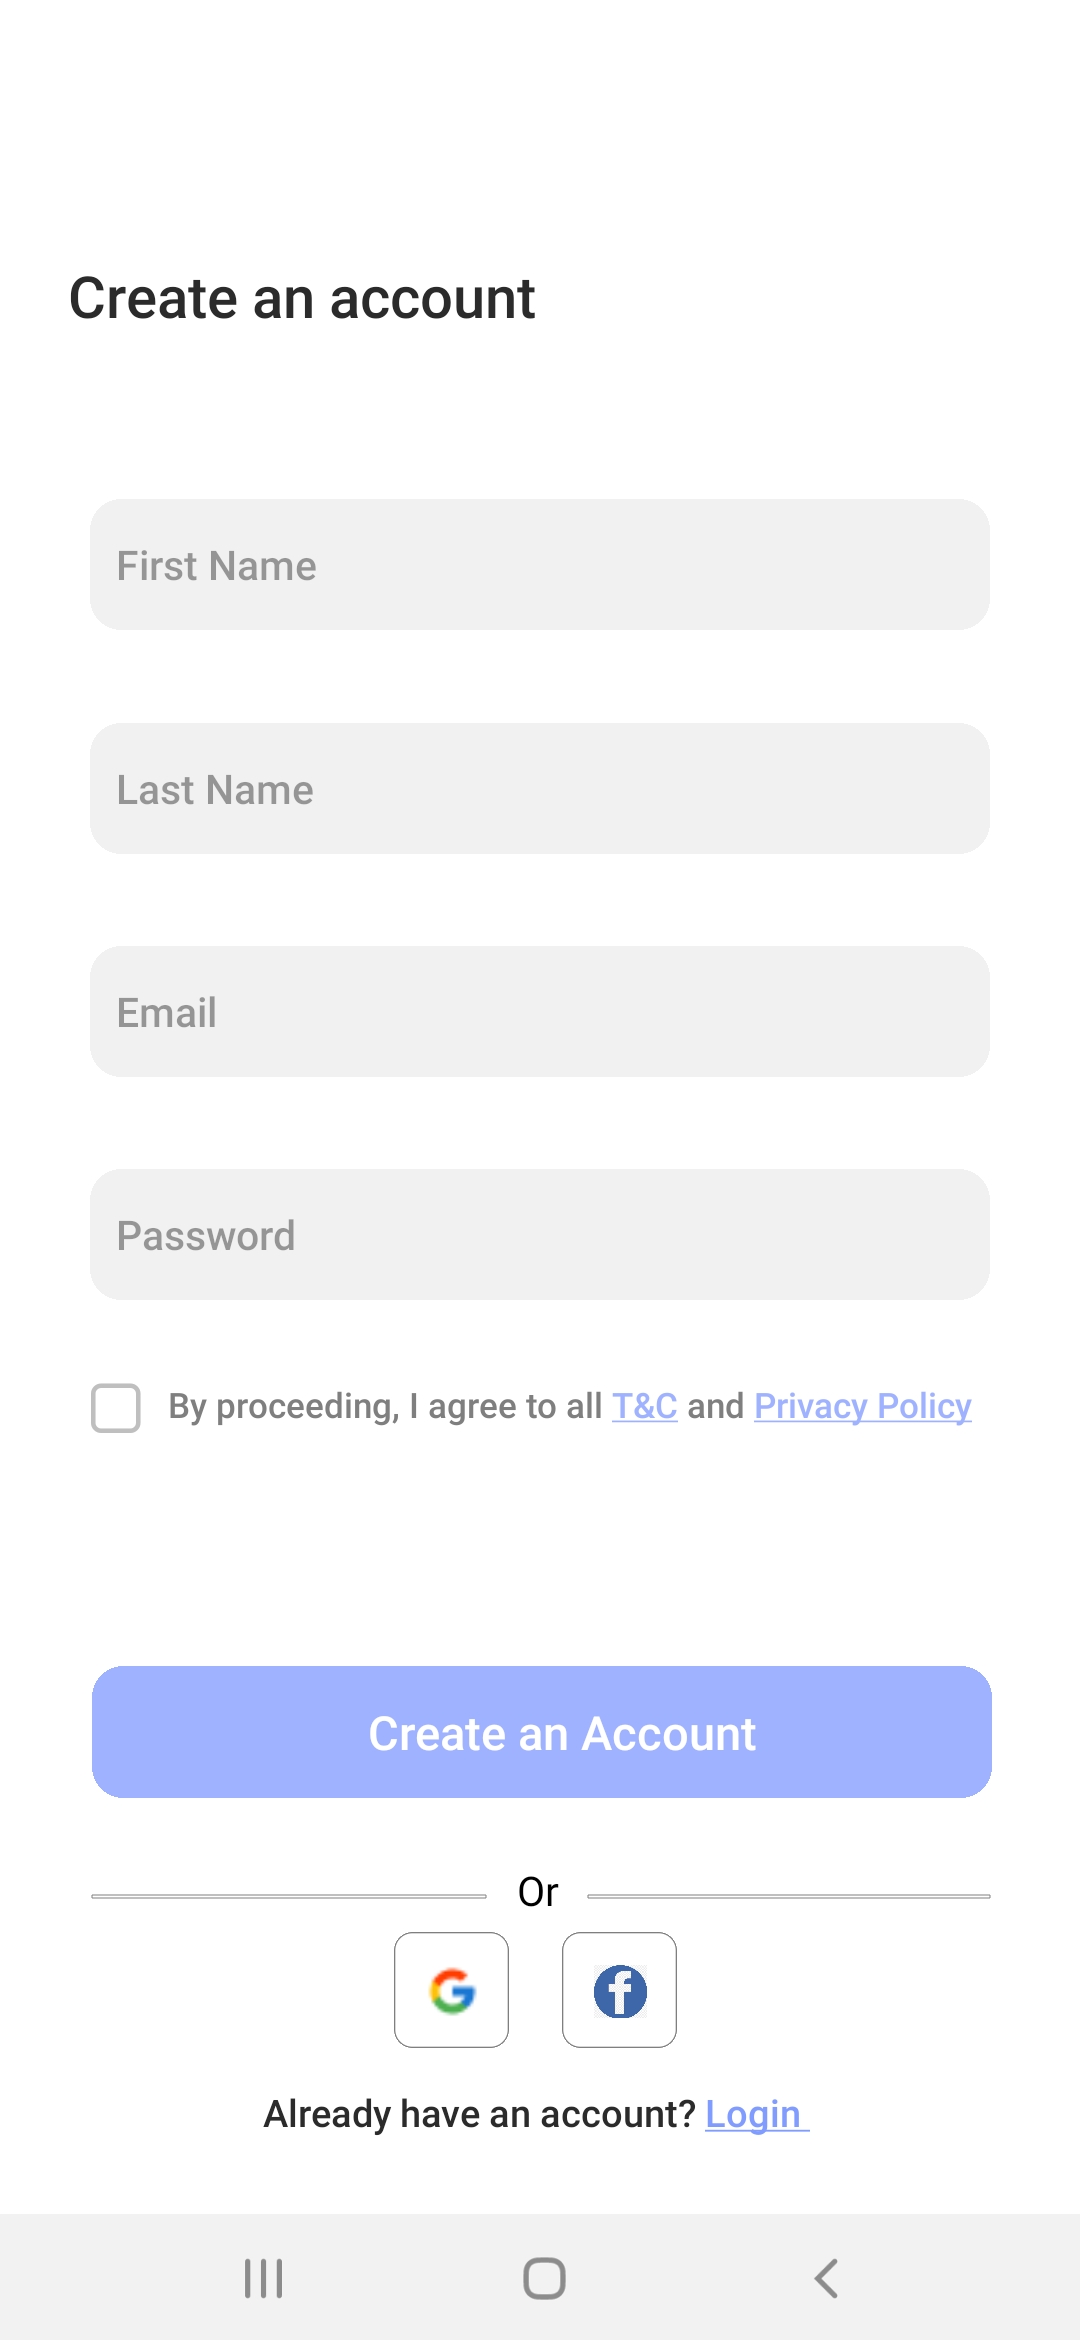 Create an account
First Name
Last Name
Email
Password
By proceeding, I agree to all T&C and Privacy Policy
Create an Account
Or
Already have an account? Login